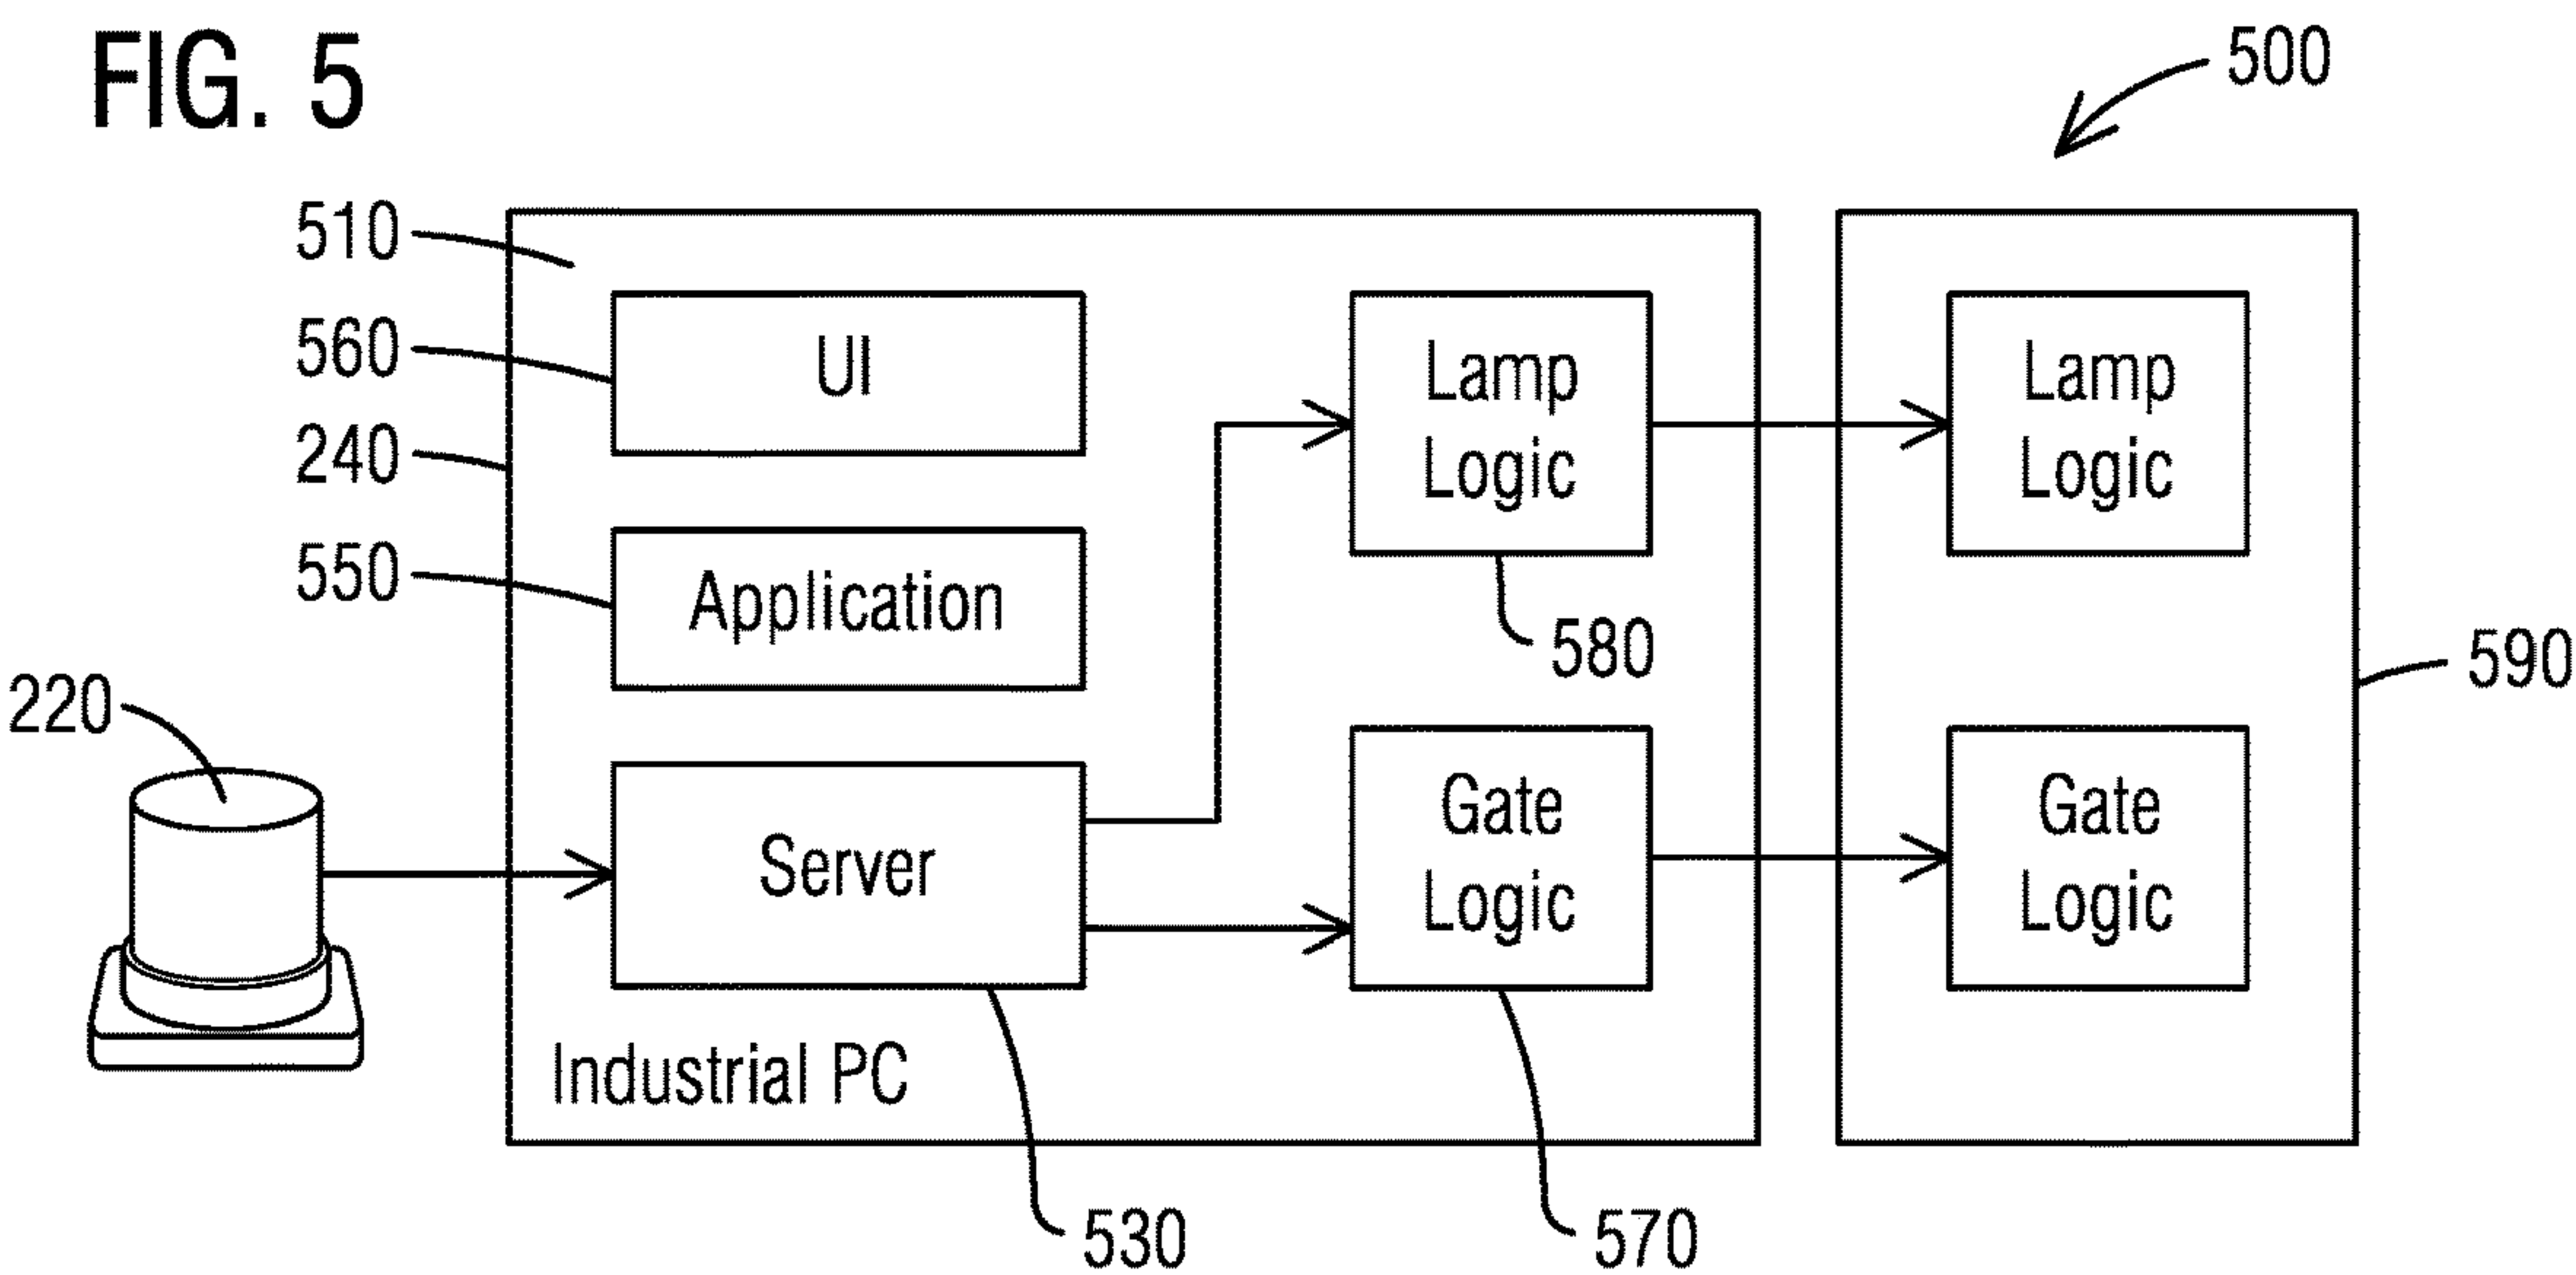 FIG. 5
500
510
560
UI
Lamp
Logic
Lamp
Logic
240
550
Application
580
590
220
Server
Gate
Logic
Gate
Logic
Industrial PC
530
570